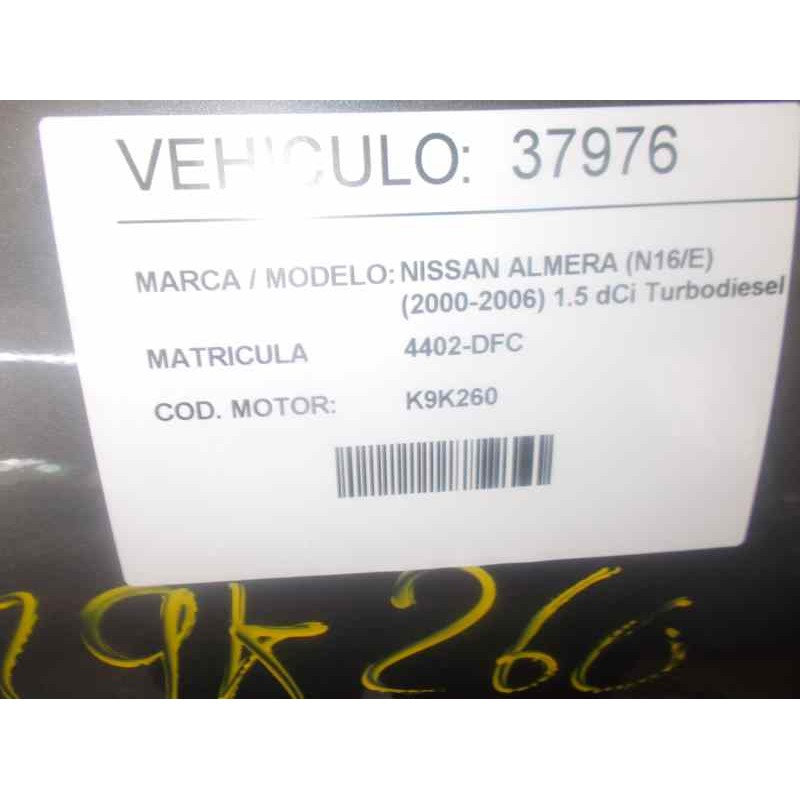 VEHICULO: 37976
MARCA / MODELO: NISSAN ALMERA (N16/E)
(2000-2006) 1.5 dCi Turbodiesel
MATRICULA 4402-DFC
COD. MOTOR: K9K260
9K260